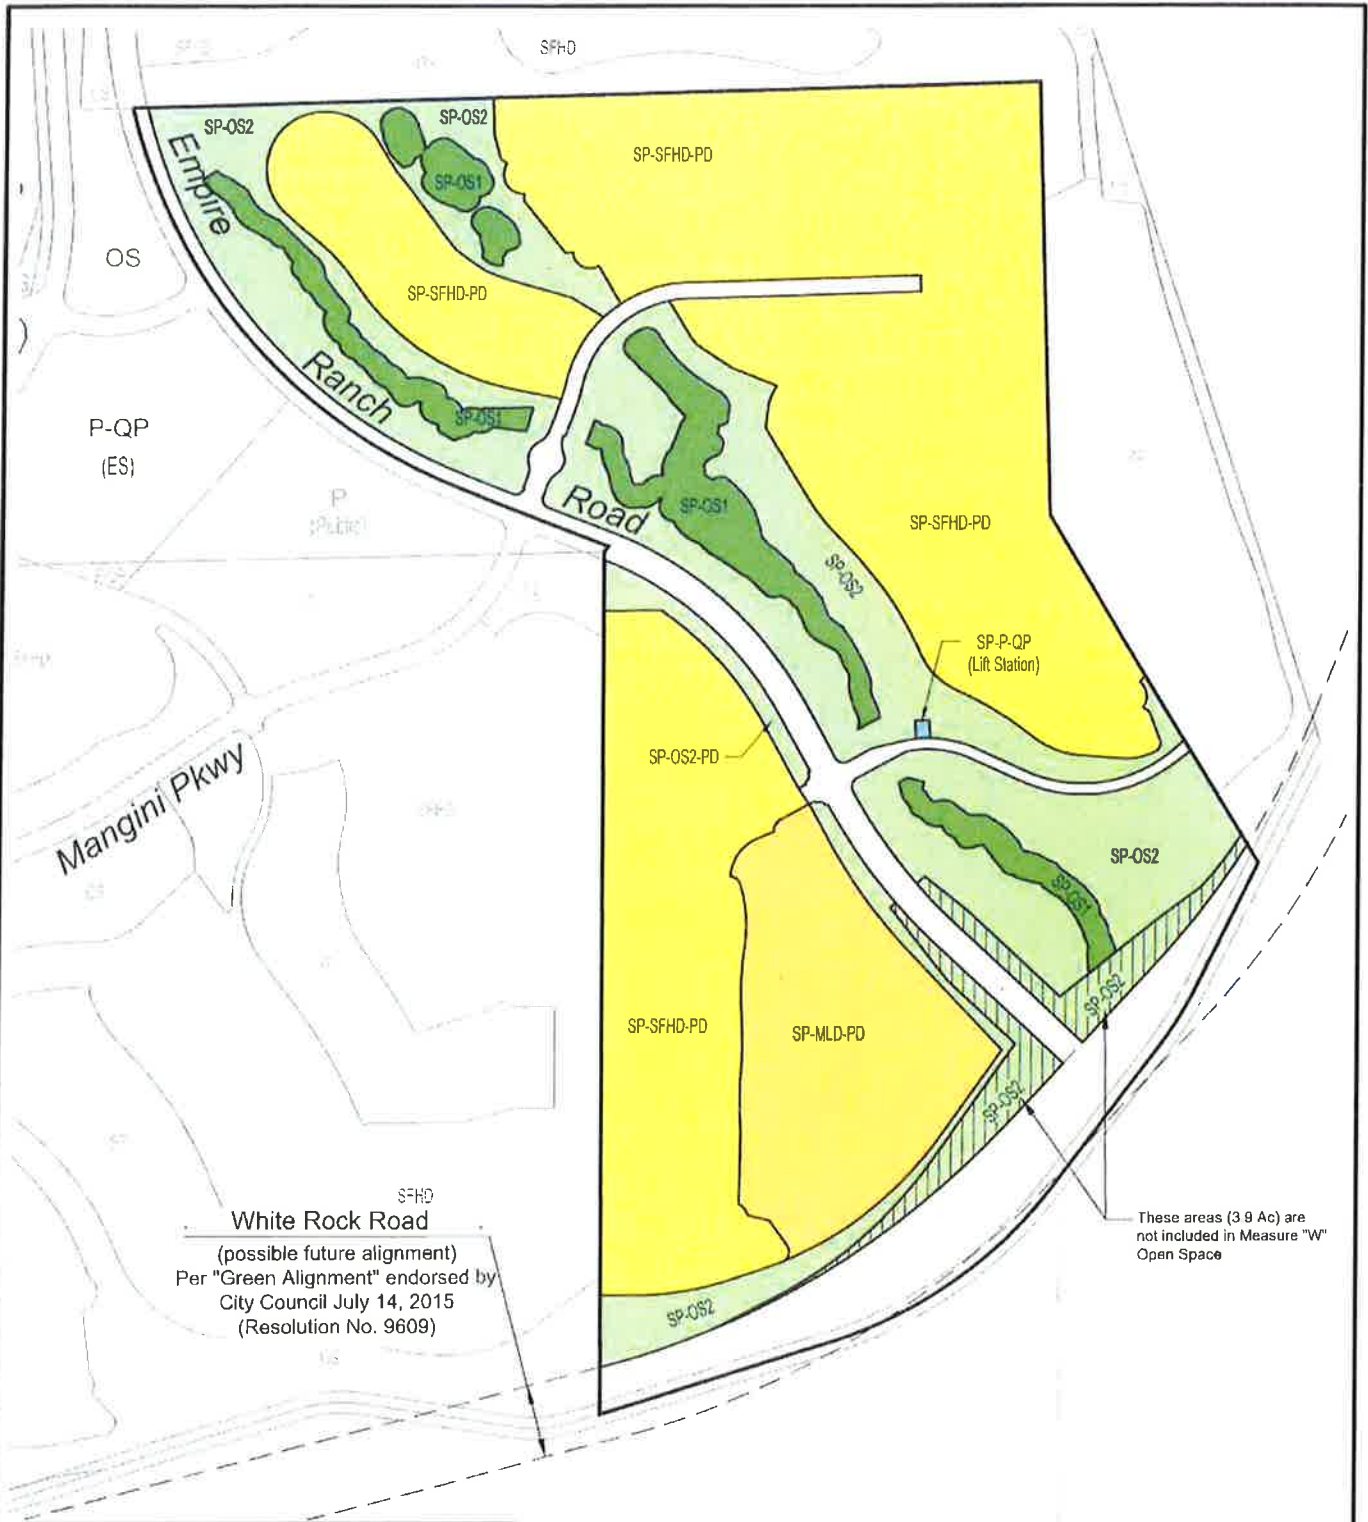 SFHD
SP-OS2
SP-OS2
SP-SFHD-PD
Empire
SP-OS1
OS
SP-SFHD-PD
Ranch
SP-OS1
P-QP
(ES)
P
(Public)
Road
SP-OS1
SP-SFHD-PD
SP-OS2
SP-P-QP
(Lift Station)
SP-OS2-PD
Mangini Pkwy
SP-OS2
SP-OS1
SP-OS2
SP-SFHD-PD
SP-MLD-PD
SP-OS2
SFHD
White Rock Road
(possible future alignment)
Per "Green Alignment" endorsed by
City Council July 14, 2015
(Resolution No. 9609)
These areas (3.9 Ac) are
not included in Measure "W"
Open Space
SP-OS2